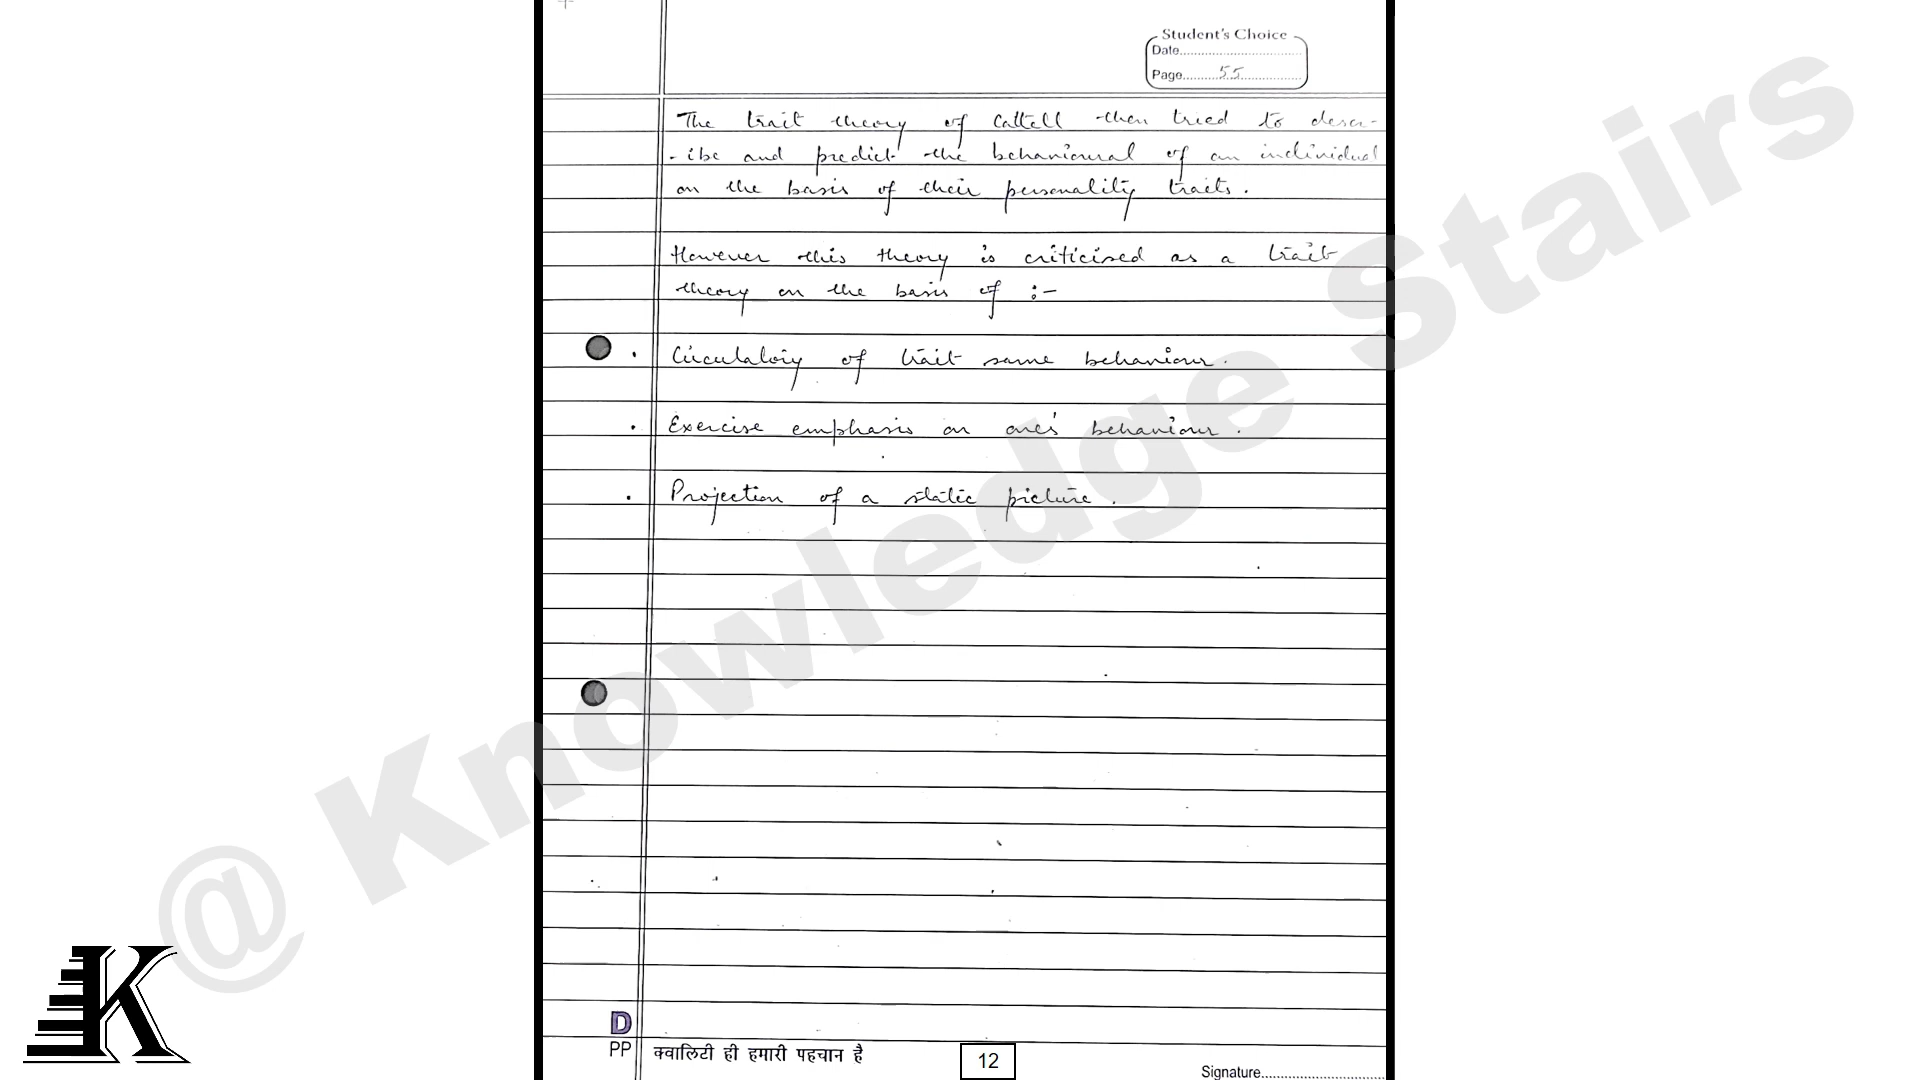 Student's Choice
Date
Page 55
The trait theory of Cattell then tried to descr-
-ibe and predict the behavioural of an individual
on the basis of their personality traits.
However this theory is criticised as a trait
theory on the basis of :-
. Circulatory of trait same behaviour.
. Exercise emphasis on one's behaviour.
. Projection of a static picture.
@ Knowledge Stairs
K
D
PP
क्वालिटी ही हमारी पहचान है
12
Signature